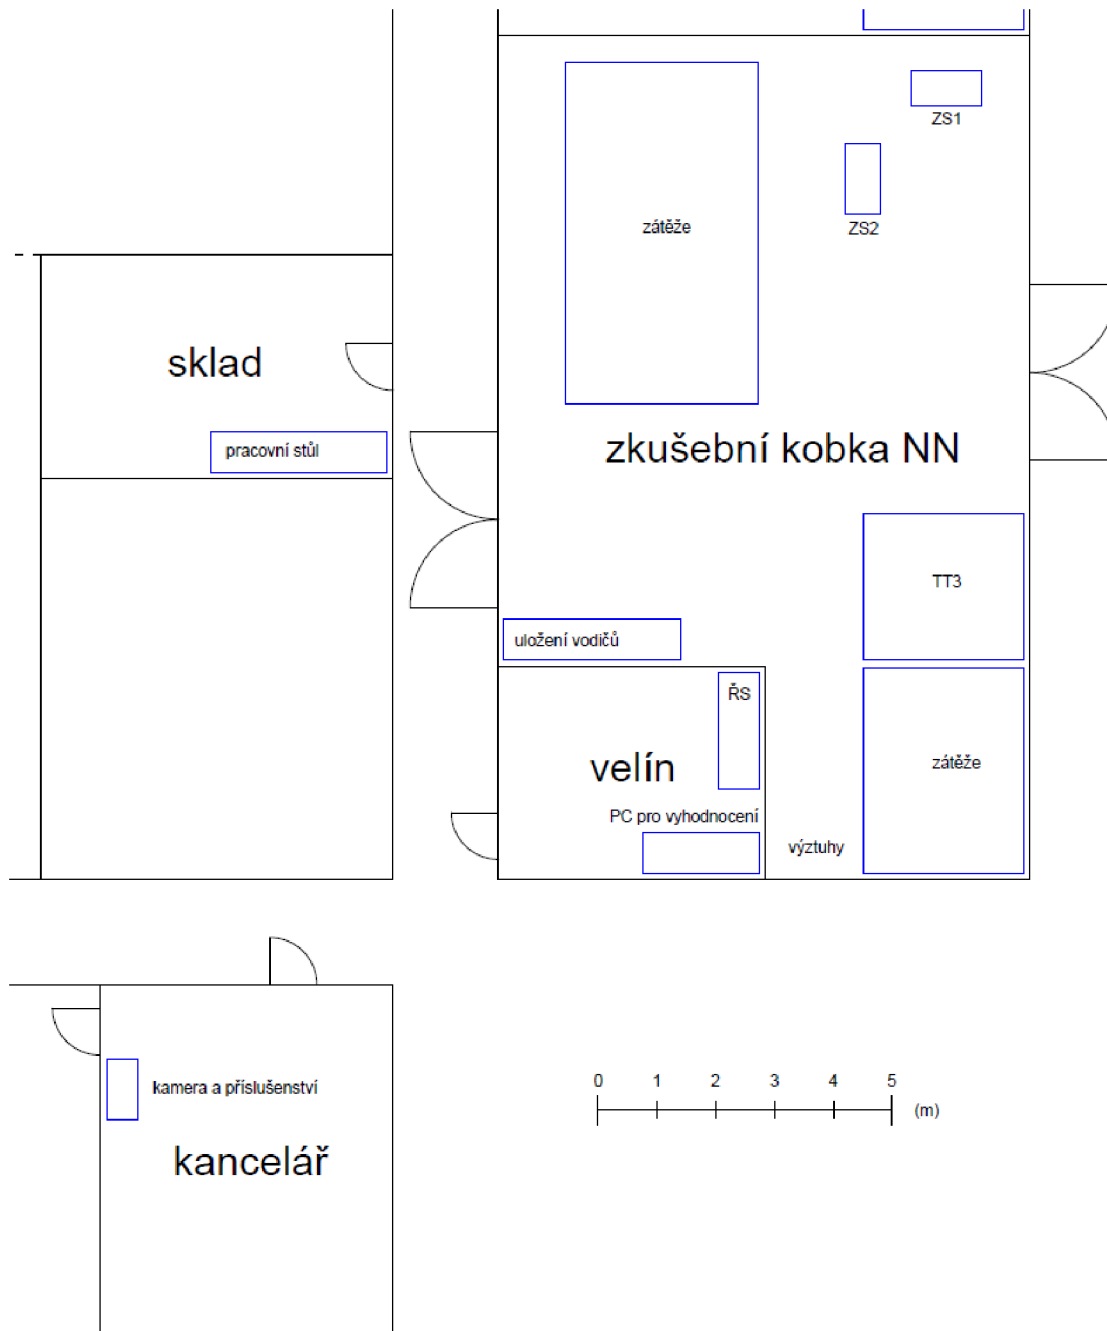 ZS1
zátěže
ZS2
sklad
pracovní stůl
zkušební kobka NN
TT3
uložení vodičů
ŘS
velín
zátěže
PC pro vyhodnocení
výztuhy
kamera a příslušenství
kancelář
0 1 2 3 4 5
(m)